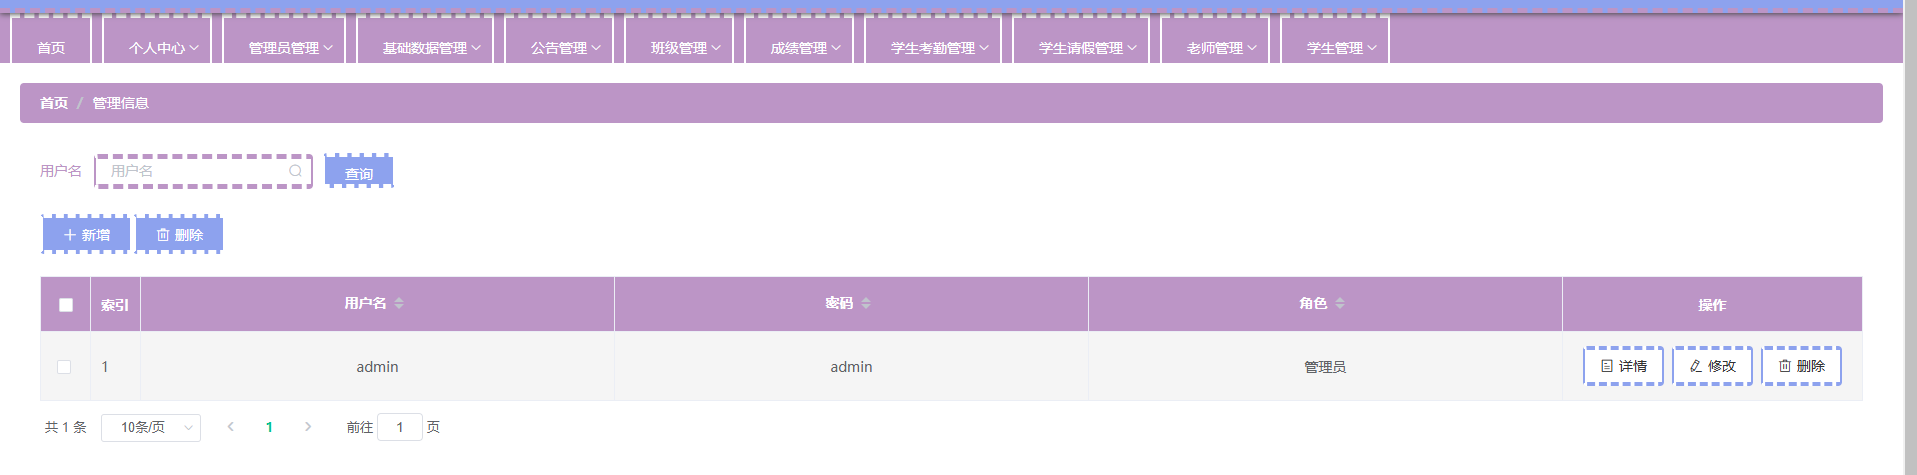 首页 个人中心 管理员管理 基础数据管理 公告管理 班级管理 成绩管理 学生考勤管理 学生请假管理 老师管理 学生管理
首页 / 管理信息
用户名 用户名 查询
新增 删除
索引 用户名 密码 角色 操作
1 admin admin 管理员 详情 修改 删除
共 1 条 10条/页 1 前往 1 页